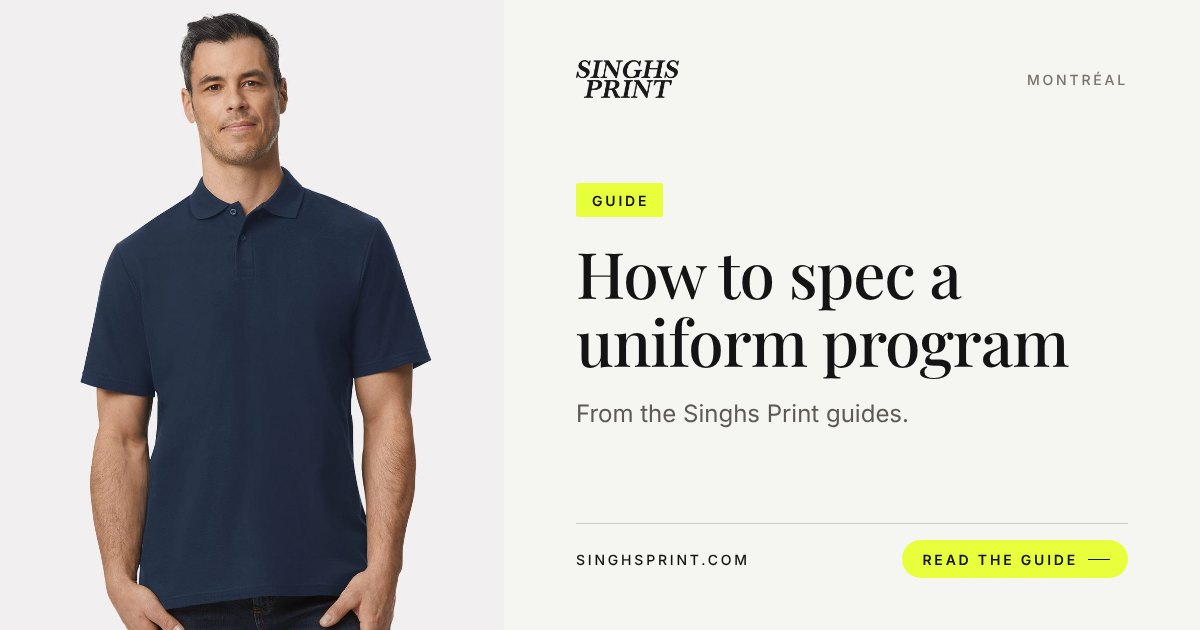 SINGHS
PRINT
MONTRÉAL
GUIDE
How to spec a
uniform program
From the Singhs Print guides.
SINGHSPRINT.COM
READ THE GUIDE —